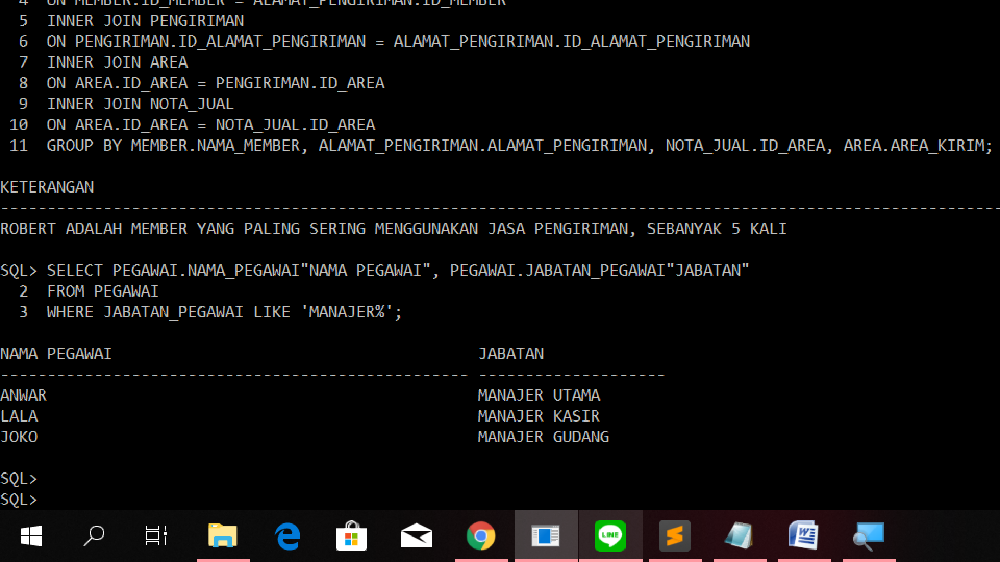 4 ON MEMBER.ID_MEMBER = ALAMAT_PENGIRIMAN.ID_MEMBER
5 INNER JOIN PENGIRIMAN
6 ON PENGIRIMAN.ID_ALAMAT_PENGIRIMAN = ALAMAT_PENGIRIMAN.ID_ALAMAT_PENGIRIMAN
7 INNER JOIN AREA
8 ON AREA.ID_AREA = PENGIRIMAN.ID_AREA
9 INNER JOIN NOTA_JUAL
10 ON AREA.ID_AREA = NOTA_JUAL.ID_AREA
11 GROUP BY MEMBER.NAMA_MEMBER, ALAMAT_PENGIRIMAN.ALAMAT_PENGIRIMAN, NOTA_JUAL.ID_AREA, AREA.AREA_KIRIM;
KETERANGAN
-----------------------------------------------------------------------------------------------------------
ROBERT ADALAH MEMBER YANG PALING SERING MENGGUNAKAN JASA PENGIRIMAN, SEBANYAK 5 KALI
SQL> SELECT PEGAWAI.NAMA_PEGAWAI"NAMA PEGAWAI", PEGAWAI.JABATAN_PEGAWAI"JABATAN"
2 FROM PEGAWAI
3 WHERE JABATAN_PEGAWAI LIKE 'MANAJER%';
NAMA PEGAWAI JABATAN
-------------------------------------------------- --------------------
ANWAR MANAJER UTAMA
LALA MANAJER KASIR
JOKO MANAJER GUDANG
SQL>
SQL>
LINE